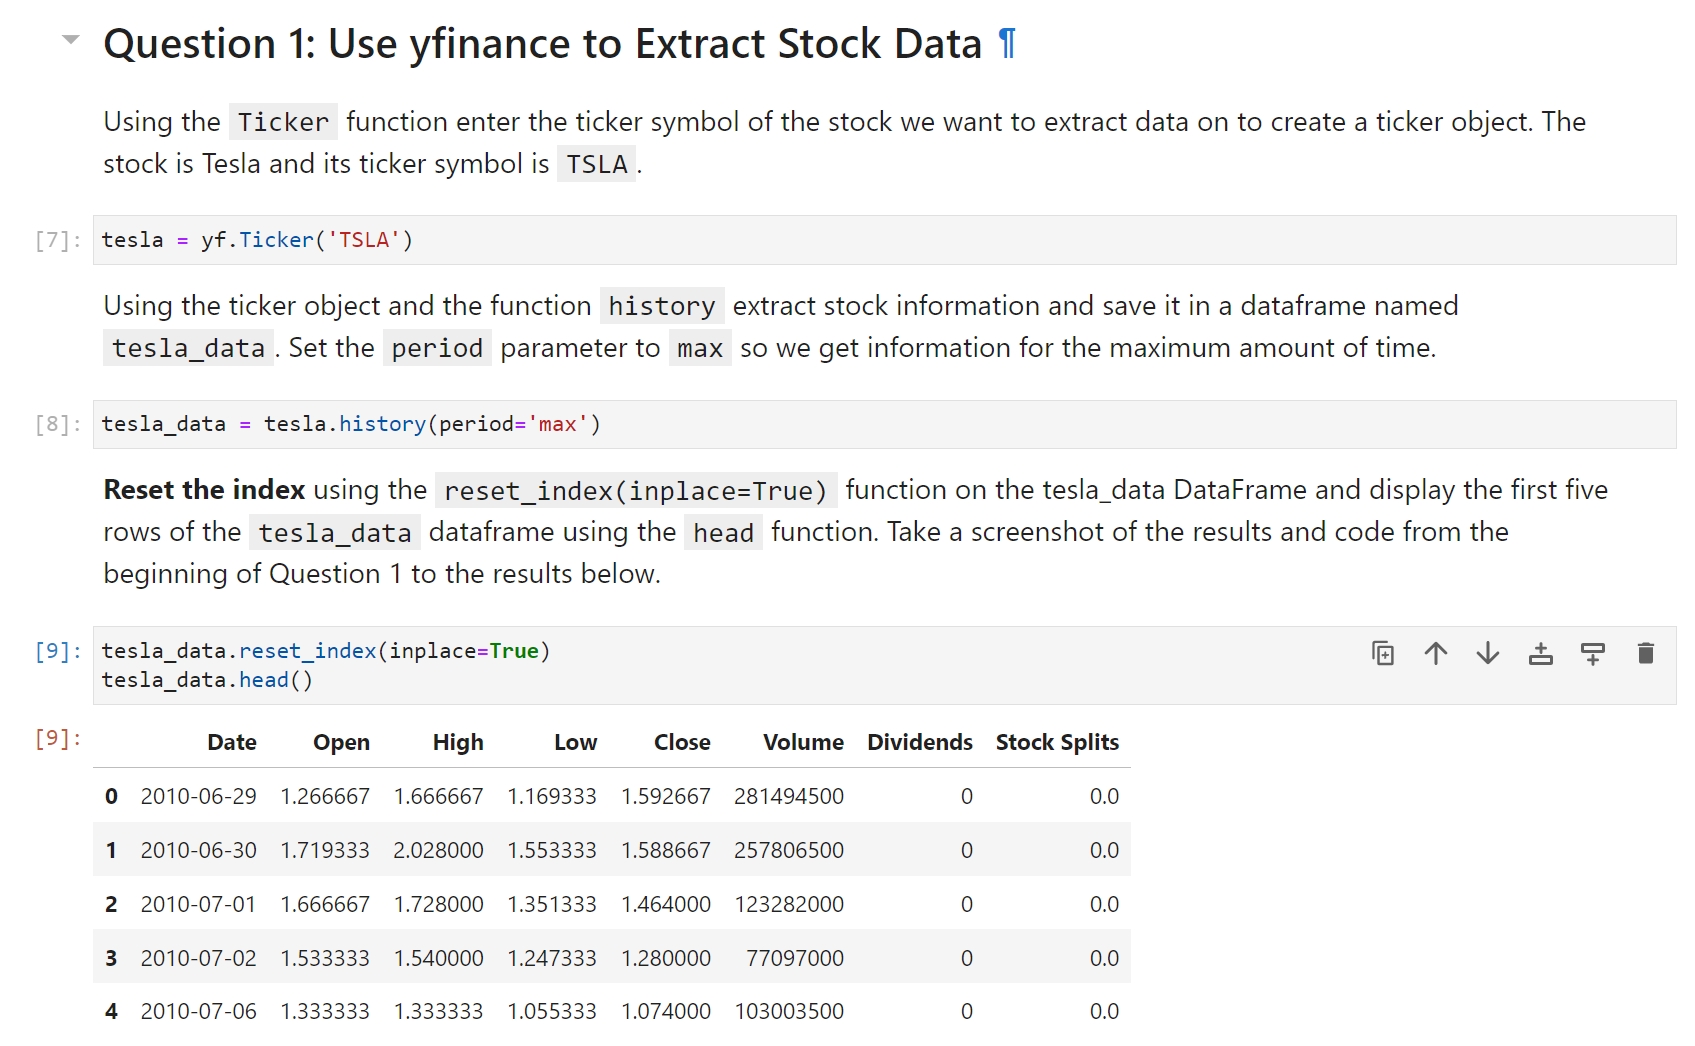 Question 1: Use yfinance to Extract Stock Data ¶
Using the Ticker function enter the ticker symbol of the stock we want to extract data on to create a ticker object. The
stock is Tesla and its ticker symbol is TSLA.
[7]: tesla = yf.Ticker('TSLA')
Using the ticker object and the function history extract stock information and save it in a dataframe named
tesla_data. Set the period parameter to max so we get information for the maximum amount of time.
[8]: tesla_data = tesla.history(period='max')
Reset the index using the reset_index(inplace=True) function on the tesla_data DataFrame and display the first five
rows of the tesla_data dataframe using the head function. Take a screenshot of the results and code from the
beginning of Question 1 to the results below.
[9]: tesla_data.reset_index(inplace=True)
tesla_data.head()
[9]: Date Open High Low Close Volume Dividends Stock Splits
0 2010-06-29 1.266667 1.666667 1.169333 1.592667 281494500 0 0.0
1 2010-06-30 1.719333 2.028000 1.553333 1.588667 257806500 0 0.0
2 2010-07-01 1.666667 1.728000 1.351333 1.464000 123282000 0 0.0
3 2010-07-02 1.533333 1.540000 1.247333 1.280000 77097000 0 0.0
4 2010-07-06 1.333333 1.333333 1.055333 1.074000 103003500 0 0.0